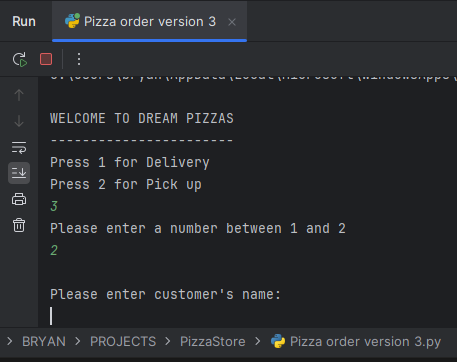 Run
Pizza order version 3
WELCOME TO DREAM PIZZAS
-----------------------
Press 1 for Delivery
Press 2 for Pick up
3
Please enter a number between 1 and 2
2
Please enter customer's name:
BRYAN > PROJECTS > PizzaStore > Pizza order version 3.py